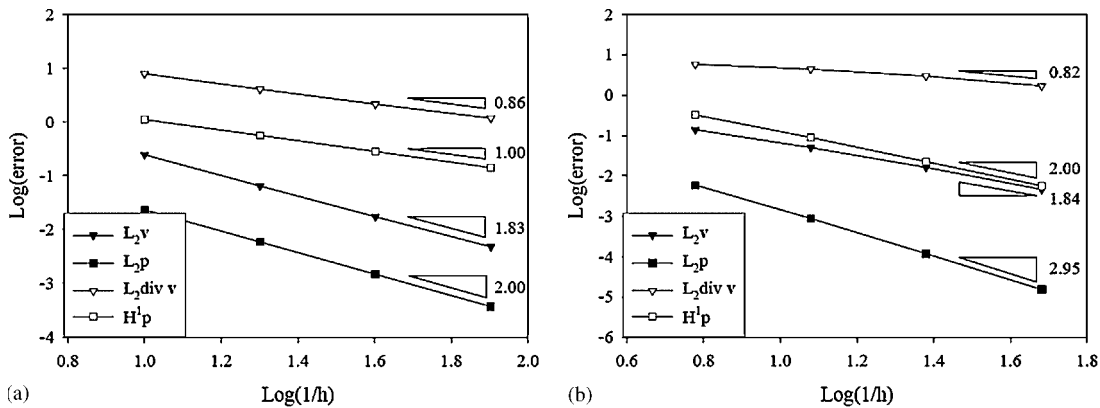 2
1
0
-1
-2
-3
-4
Log(error)
0.86
1.00
1.83
2.00
L₂v
L₂p
L₂div v
H¹p
0.8
1.0
1.2
1.4
1.6
1.8
2.0
Log(1/h)
(a)
2
1
0
-1
-2
-3
-4
-5
-6
Log(error)
0.82
2.00
1.84
2.95
L₂v
L₂p
L₂div v
H¹p
0.6
0.8
1.0
1.2
1.4
1.6
1.8
Log(1/h)
(b)